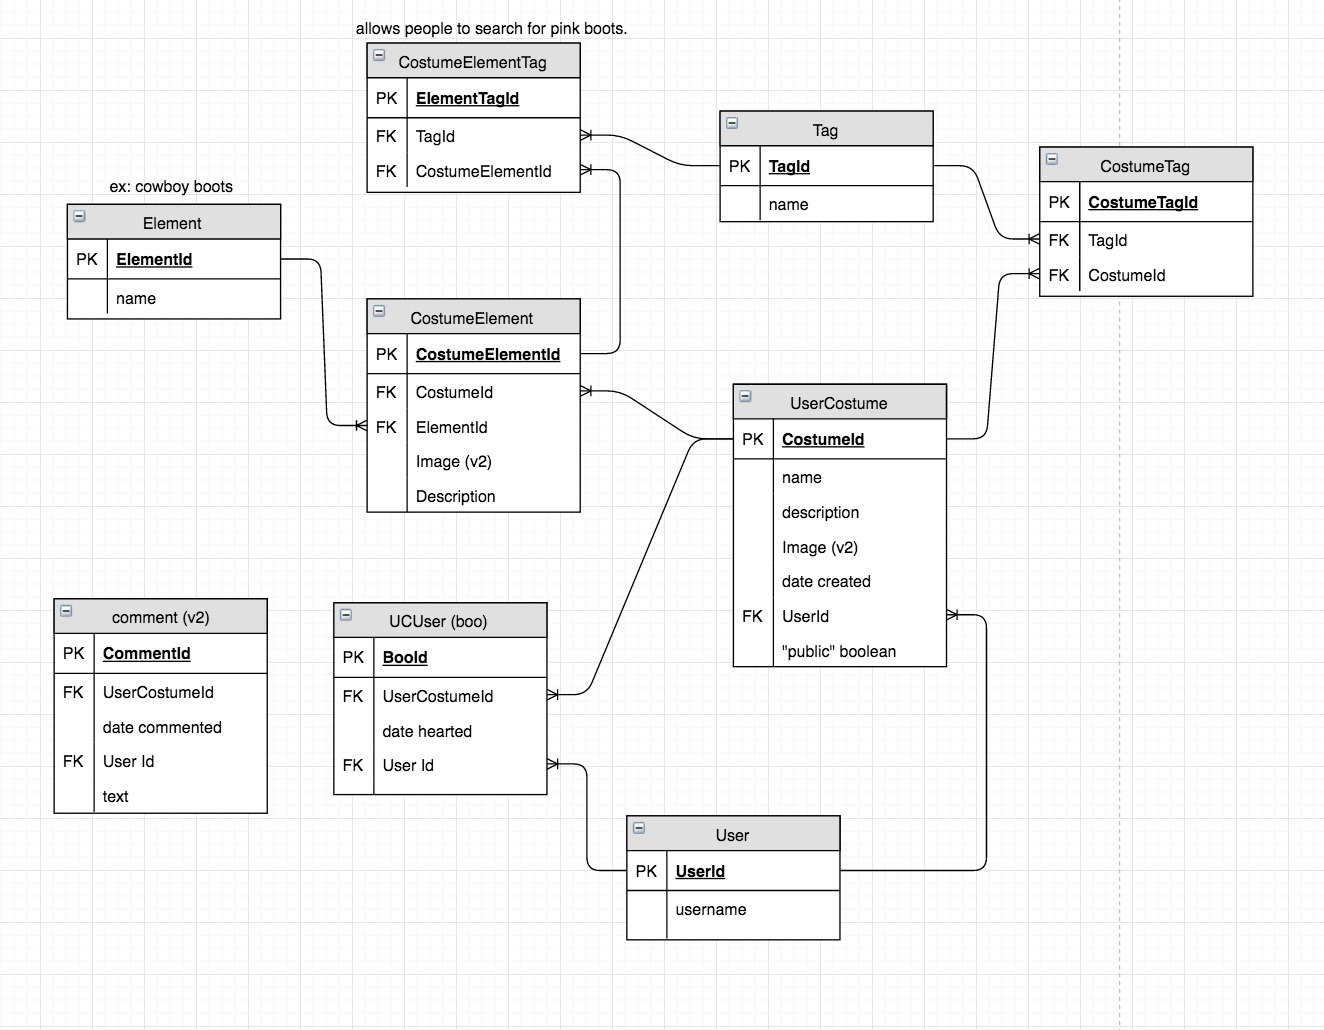 allows people to search for pink boots.
CostumeElementTag
PK ElementTagId
FK TagId
FK CostumeElementId
Tag
PK TagId
name
CostumeTag
PK CostumeTagId
FK TagId
FK CostumeId
ex: cowboy boots
Element
PK ElementId
name
CostumeElement
PK CostumeElementId
FK CostumeId
FK ElementId
Image (v2)
Description
UserCostume
PK CostumeId
name
description
Image (v2)
date created
FK UserId
"public" boolean
comment (v2)
PK CommentId
FK UserCostumeId
date commented
FK User Id
text
UCUser (boo)
PK BooId
FK UserCostumeId
date hearted
FK User Id
User
PK UserId
username